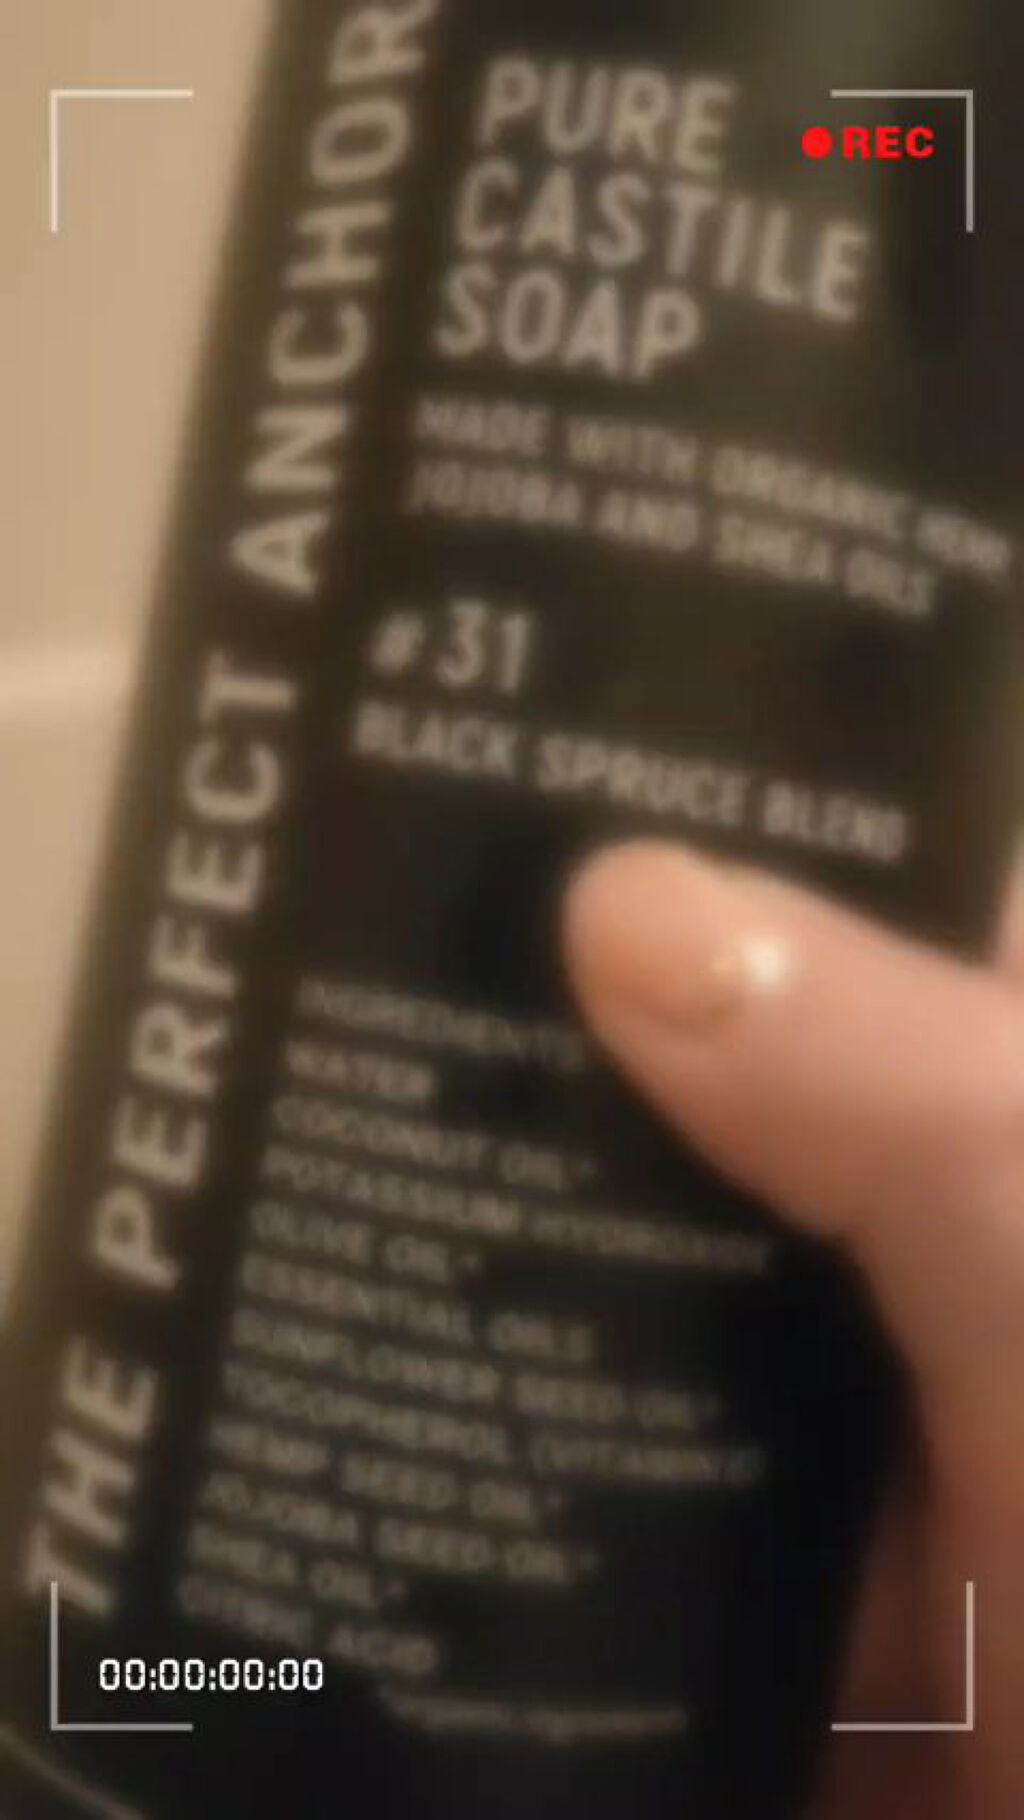 THE PERFECT ANCHOR
PURE
CASTILE
SOAP
MADE WITH ORGANIC HEMP,
JOJOBA AND SHEA OILS
#31
BLACK SPRUCE BLEND
INGREDIENTS
WATER
COCONUT OIL*
POTASSIUM HYDROXIDE
OLIVE OIL*
ESSENTIAL OILS
SUNFLOWER SEED OIL*
TOCOPHEROL (VITAMIN E)
HEMP SEED OIL*
JOJOBA SEED OIL*
SHEA OIL*
CITRIC ACID
REC
00:00:00:00